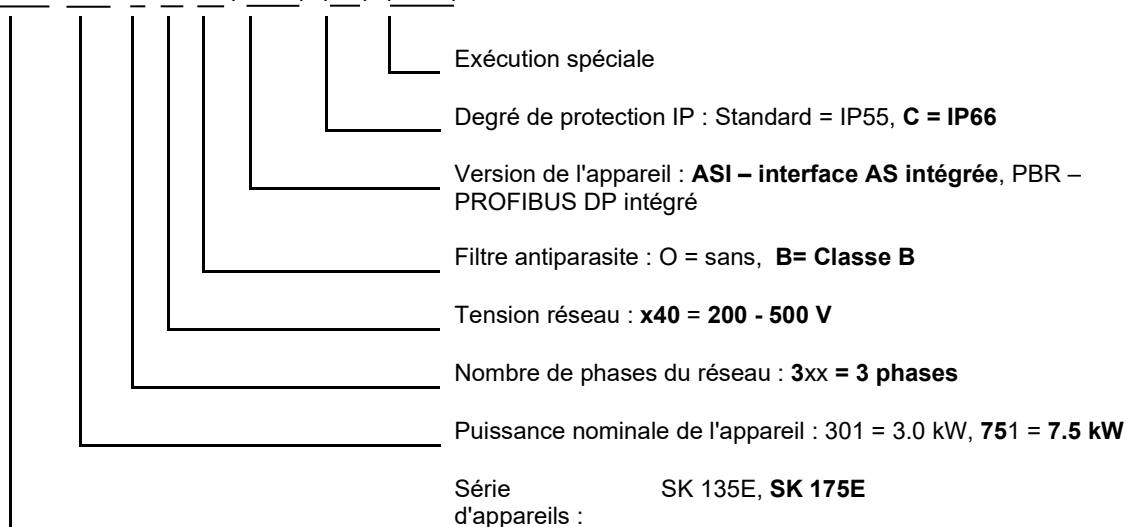 Exécution spéciale
Degré de protection IP : Standard = IP55, C = IP66
Version de l'appareil : ASI – interface AS intégrée, PBR –
PROFIBUS DP intégré
Filtre antiparasite : O = sans, B= Classe B
Tension réseau : x40 = 200 - 500 V
Nombre de phases du réseau : 3xx = 3 phases
Puissance nominale de l'appareil : 301 = 3.0 kW, 751 = 7.5 kW
Série SK 135E, SK 175E
d'appareils :